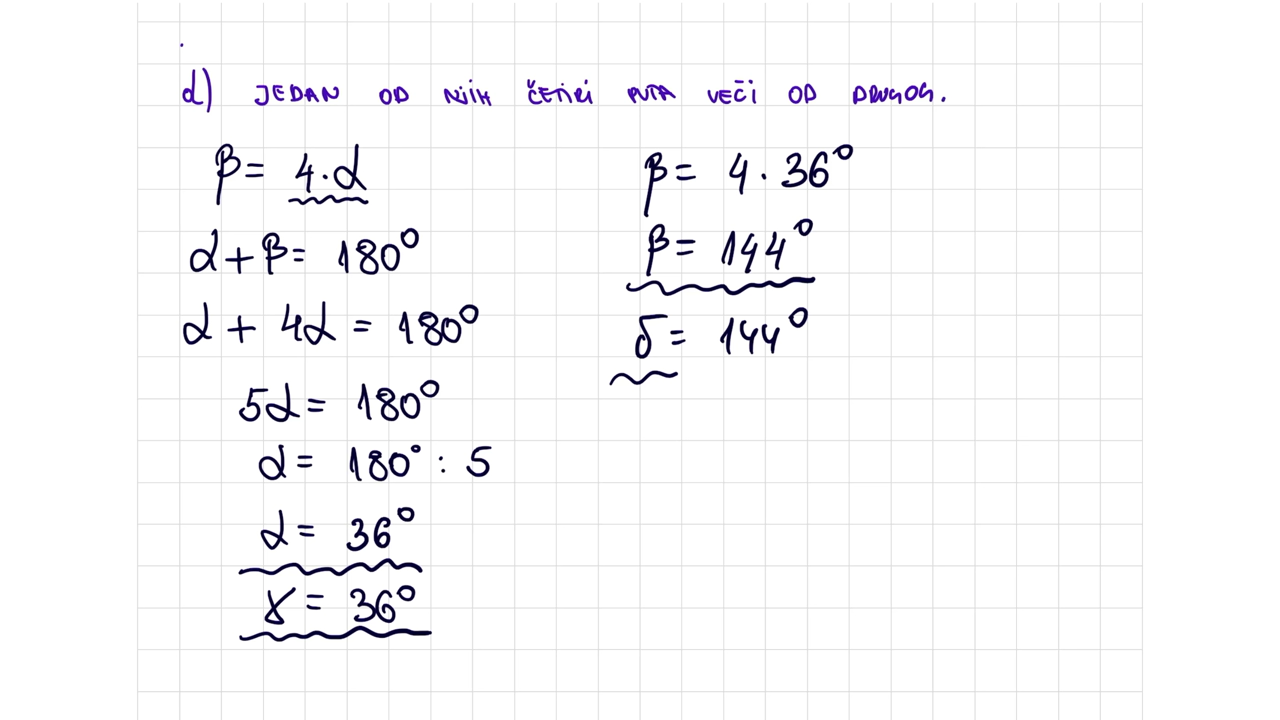 d) JEDAN OD NJIH ČETIRI PUTA VEĆI OD DRUGOG.
β = 4·α
α + β = 180°
α + 4α = 180°
5α = 180°
α = 180° : 5
α = 36°
γ = 36°
β = 4 · 36°
β = 144°
δ = 144°